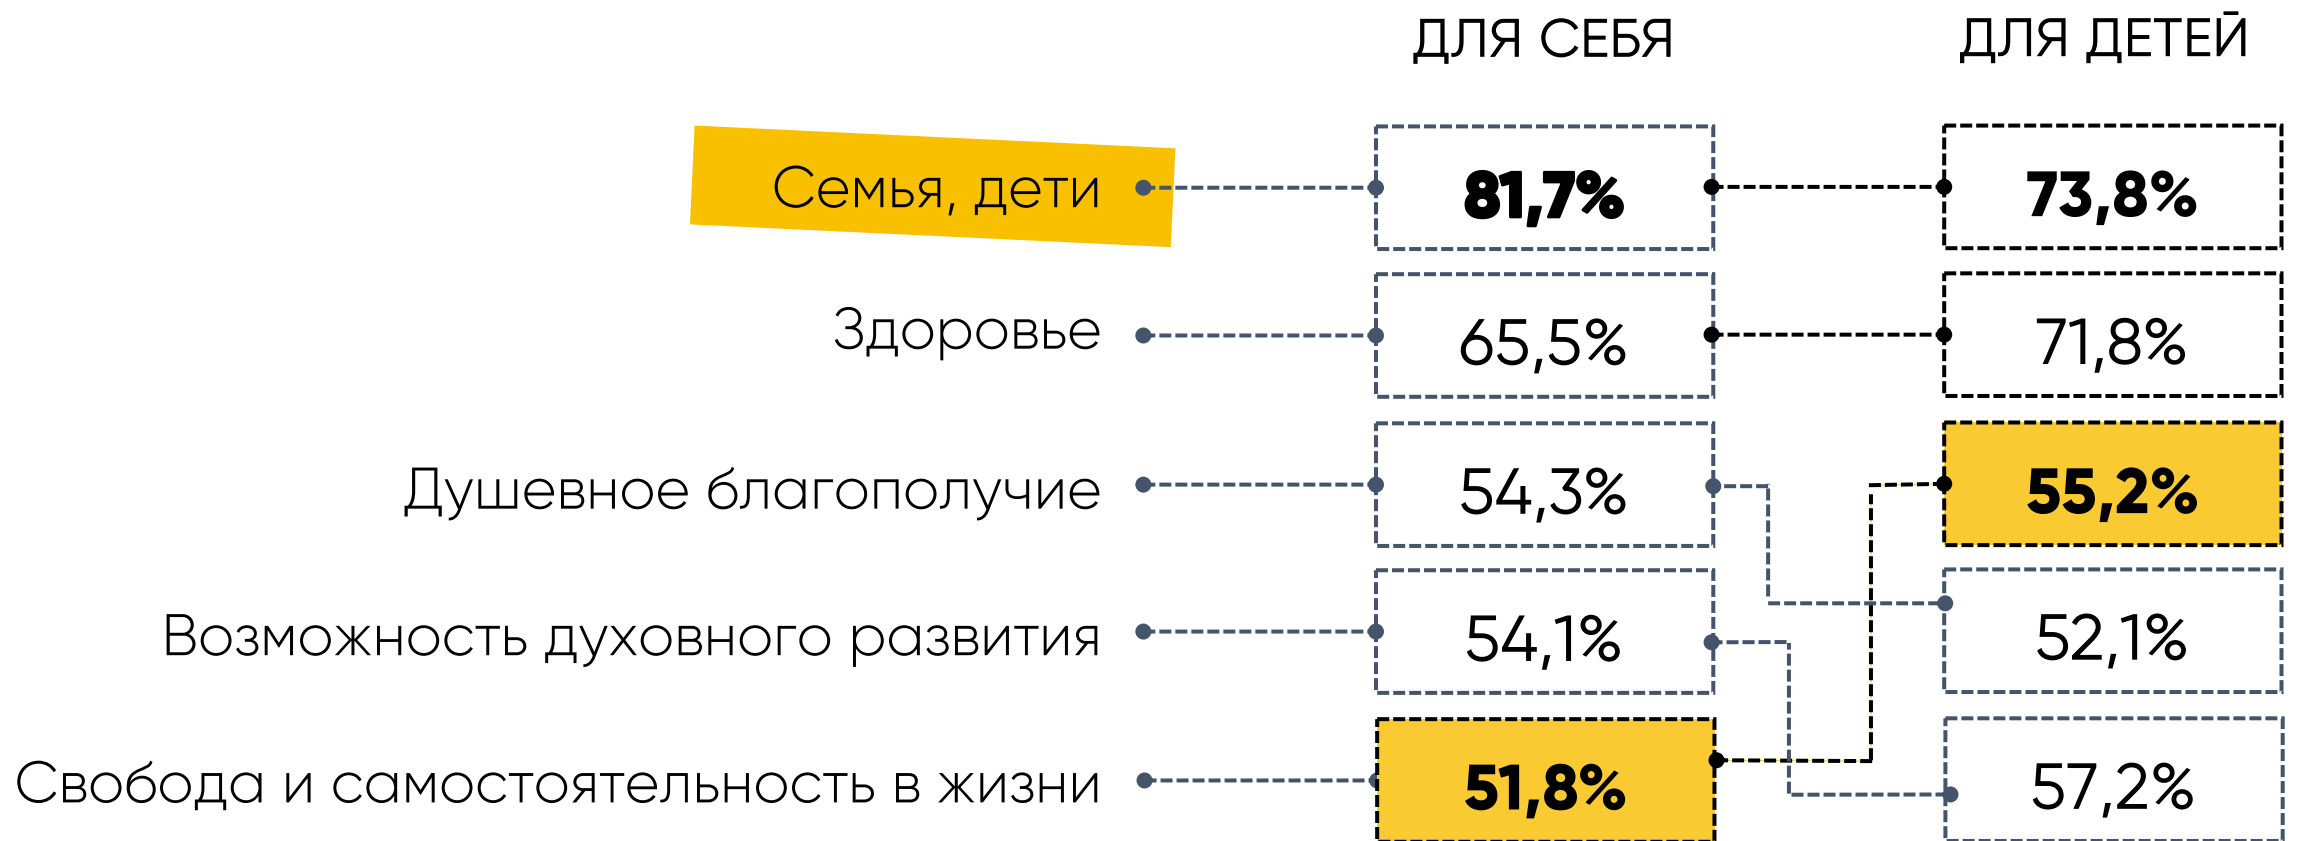 ДЛЯ СЕБЯ ДЛЯ ДЕТЕЙ
Семья, дети 81,7% 73,8%
Здоровье 65,5% 71,8%
Душевное благополучие 54,3% 55,2%
Возможность духовного развития 54,1% 52,1%
Свобода и самостоятельность в жизни 51,8% 57,2%